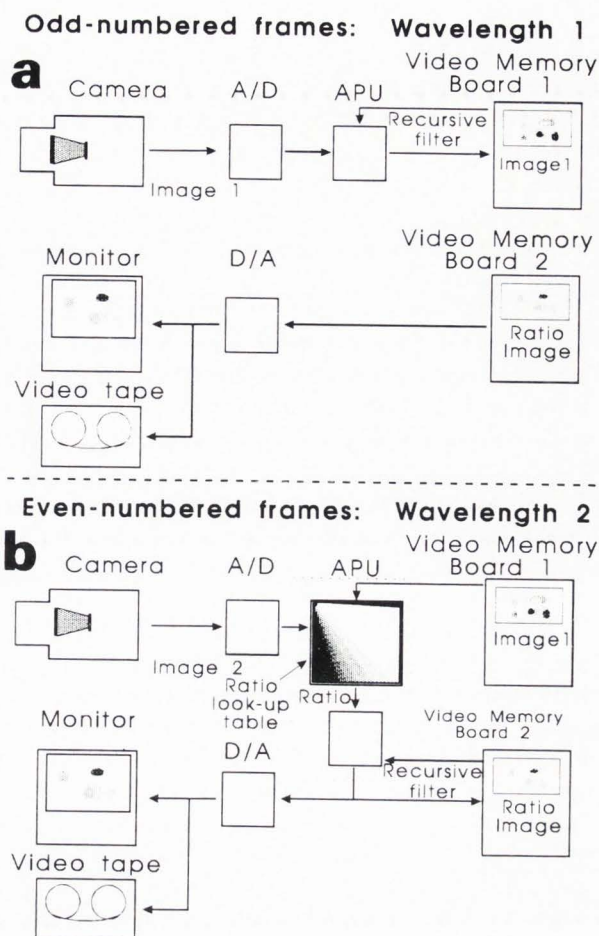 Odd-numbered frames: Wavelength 1
a
Camera
A/D
APU
Video Memory
Board 1
Recursive
filter
Image 1
Image1
Monitor
D/A
Video Memory
Board 2
Ratio
Image
Video tape
Even-numbered frames: Wavelength 2
b
Camera
A/D
APU
Video Memory
Board 1
Image 2
Image1
Ratio
look-up
table
Ratio
Monitor
D/A
Video Memory
Board 2
Recursive
filter
Ratio
Image
Video tape